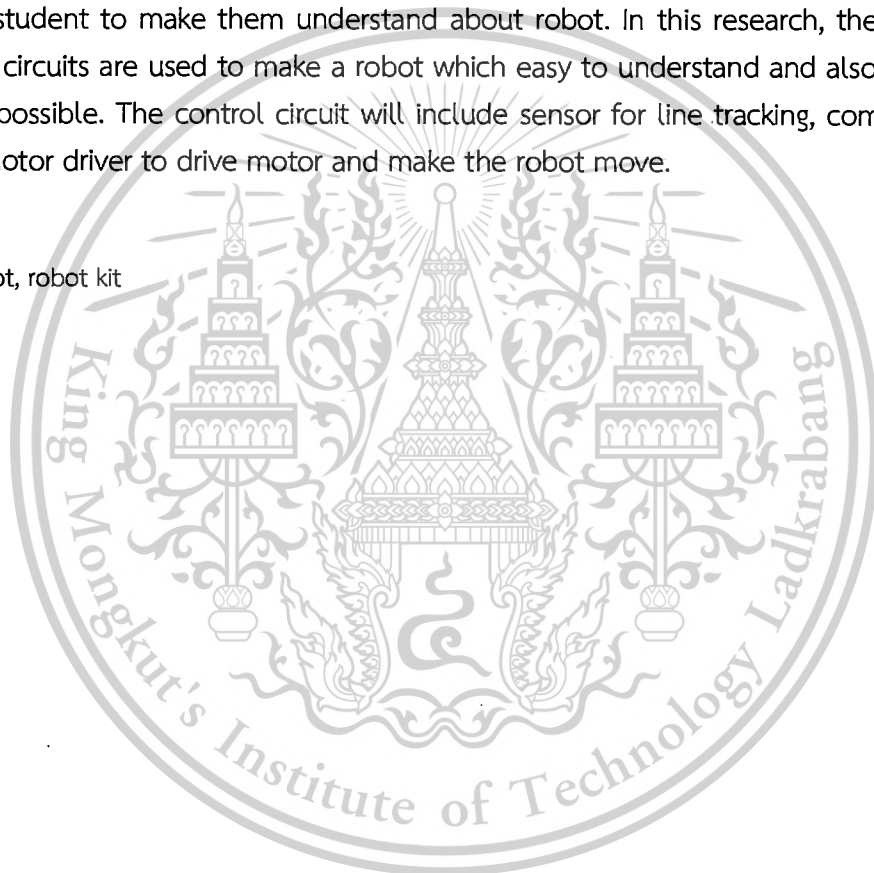 student to make them understand about robot. In this research, the
circuits are used to make a robot which easy to understand and also
possible. The control circuit will include sensor for line tracking, com
otor driver to drive motor and make the robot move.
ot, robot kit
King Mongkut's Institute of Technology Ladkrabang